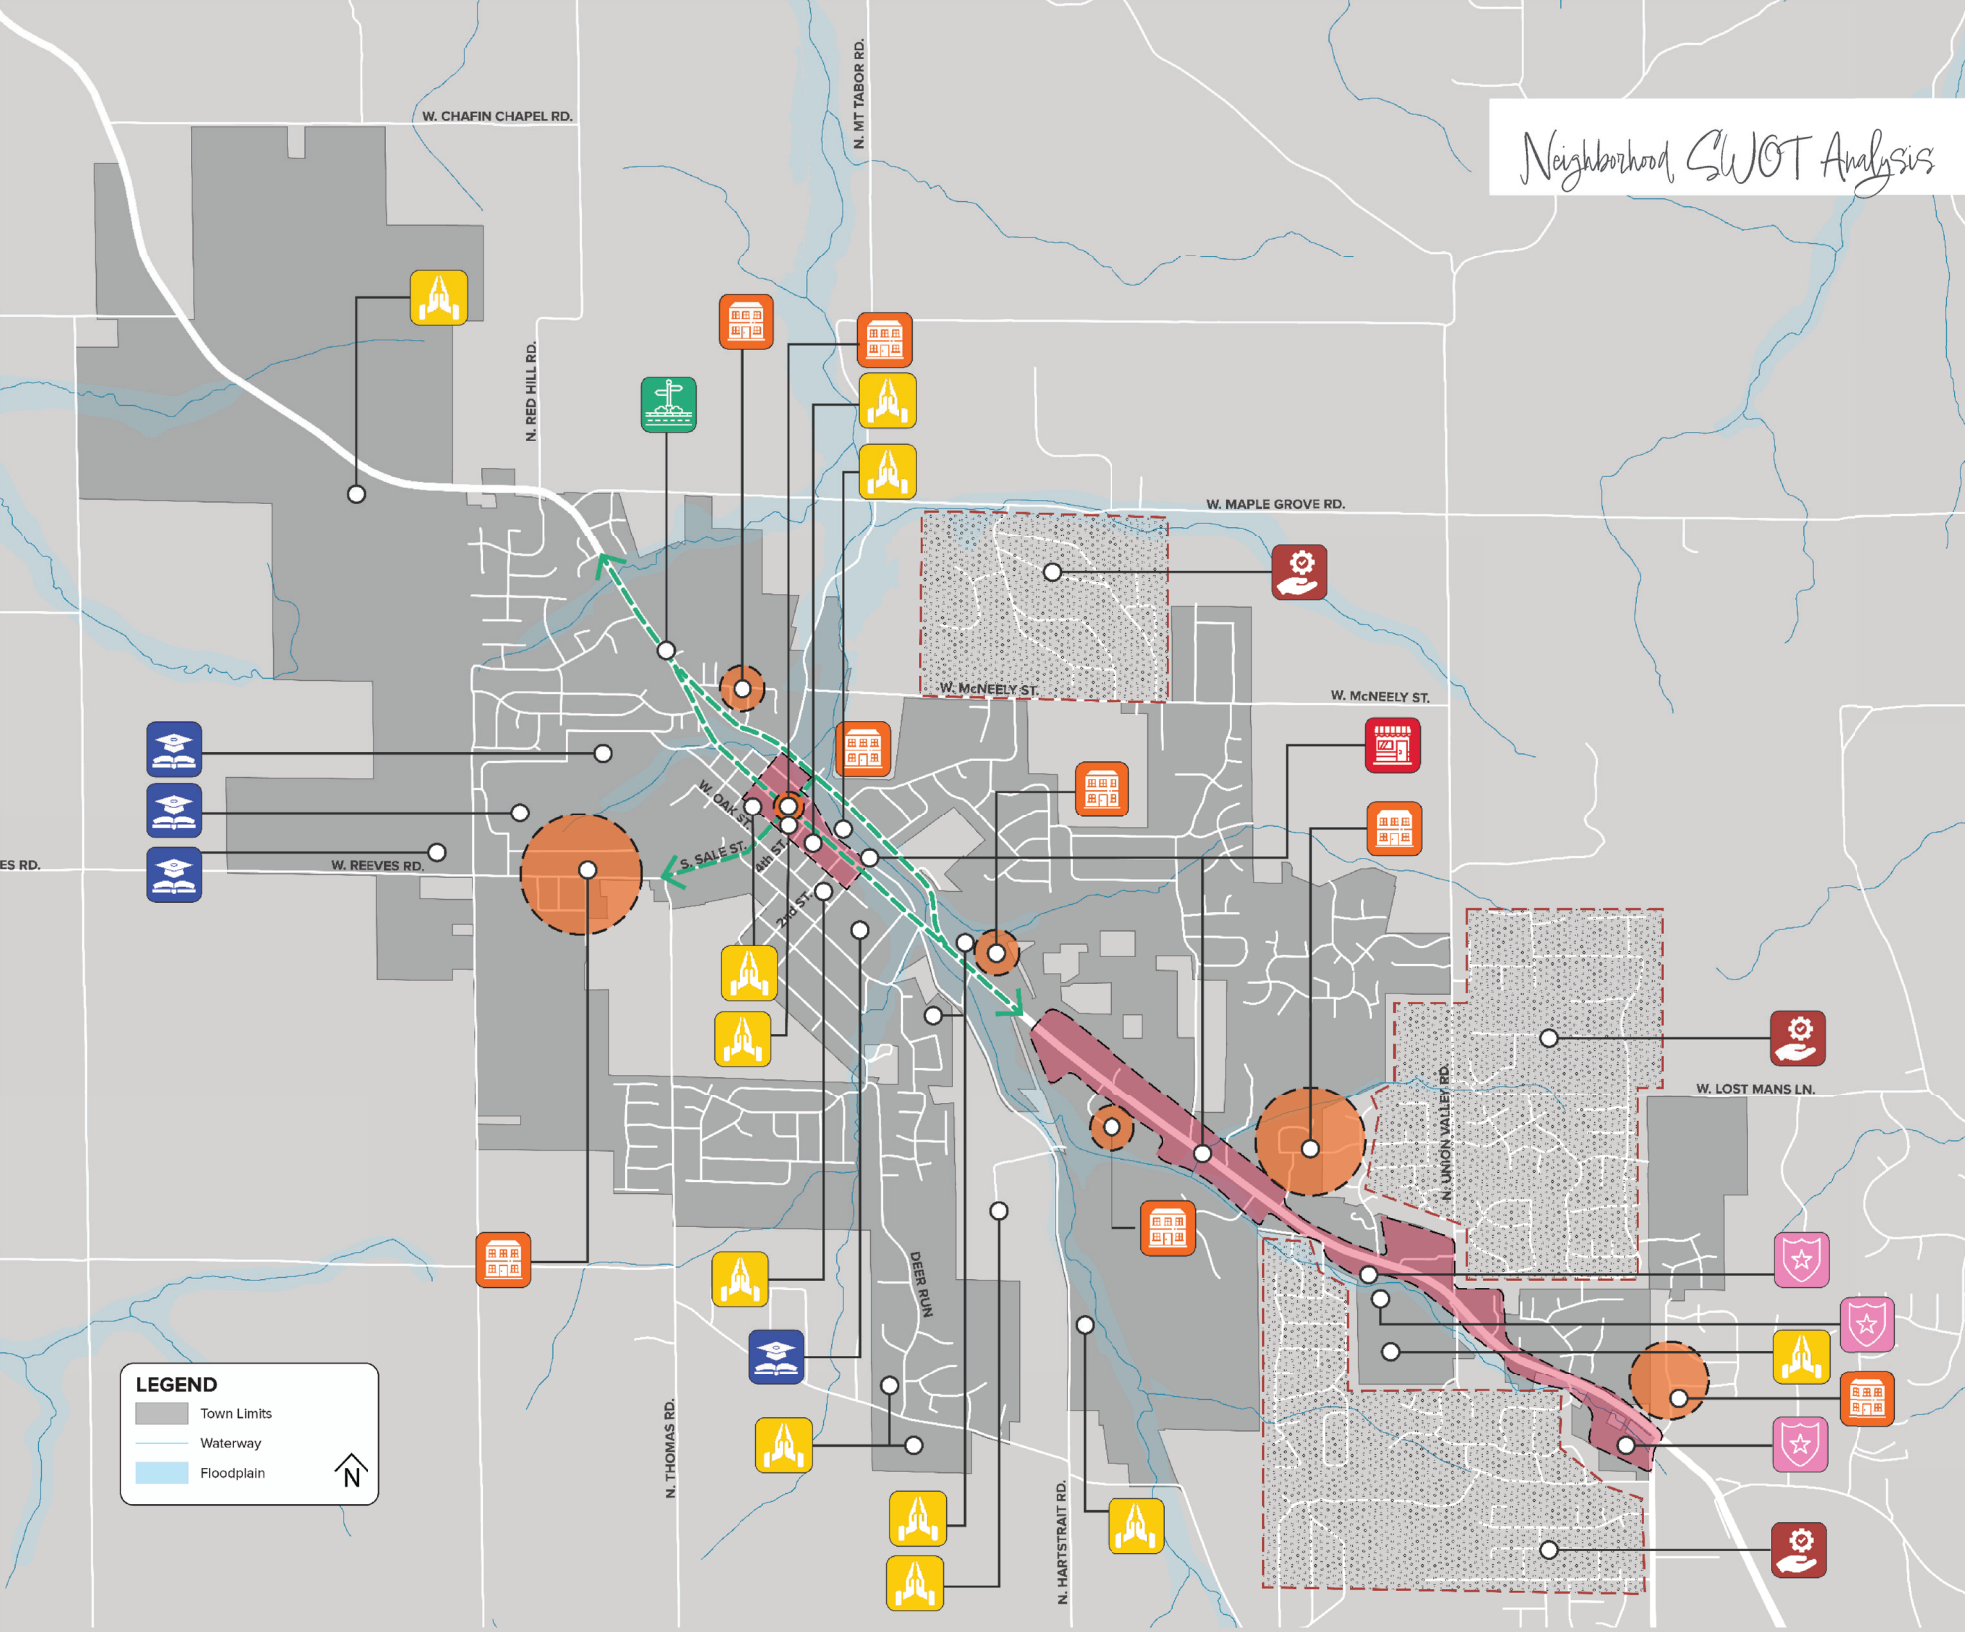 W. CHAFIN CHAPEL RD.
N. MT TABOR RD.
Neighborhood SWOT Analysis
N. RED HILL RD.
W. MAPLE GROVE RD.
W. McNEELY ST.
W. McNEELY ST.
W. OAK ST.
S. SALE ST.
4th ST.
2nd ST.
ES RD.
W. REEVES RD.
N. UNION VALLEY RD.
W. LOST MANS LN.
DEER RUN
N. THOMAS RD.
N. HARTSTRAIT RD.
LEGEND
Town Limits
Waterway
Floodplain
N